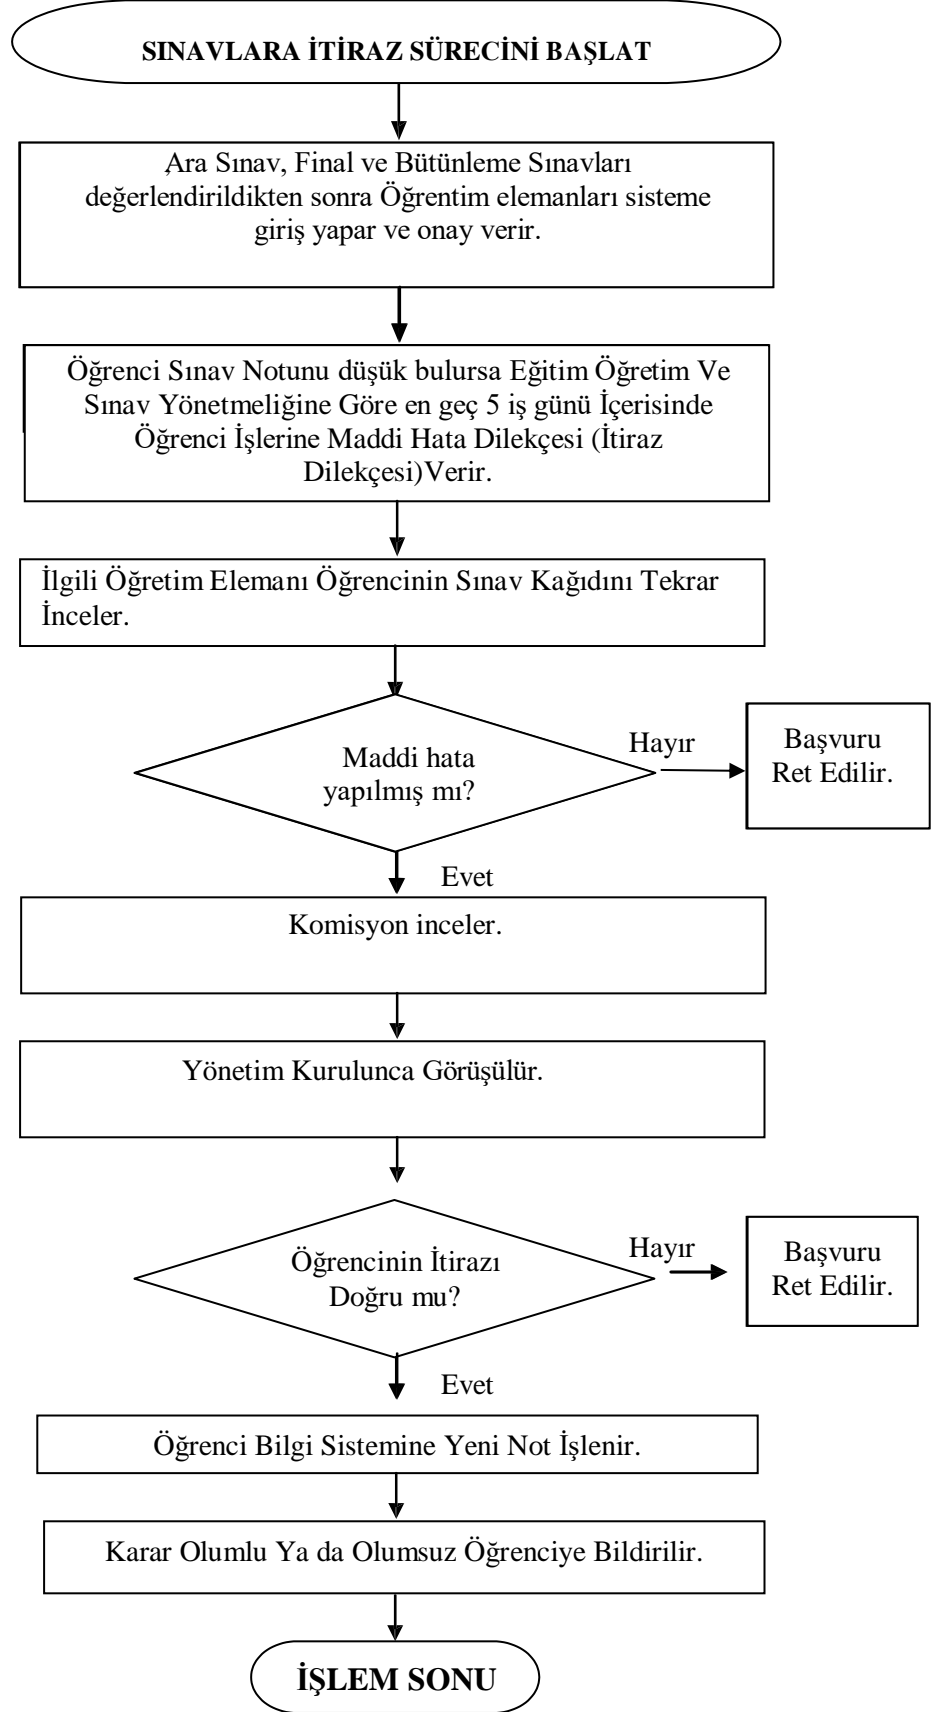 SINAVLARA İTİRAZ SÜRECİNİ BAŞLAT
Ara Sınav, Final ve Bütünleme Sınavları
değerlendirildikten sonra Öğrentim elemanları sisteme
giriş yapar ve onay verir.
Öğrenci Sınav Notunu düşük bulursa Eğitim Öğretim Ve
Sınav Yönetmeliğine Göre en geç 5 iş günü İçerisinde
Öğrenci İşlerine Maddi Hata Dilekçesi (İtiraz
Dilekçesi)Verir.
İlgili Öğretim Elemanı Öğrencinin Sınav Kağıdını Tekrar
İnceler.
Maddi hata
yapılmış mı?
Hayır
Başvuru
Ret Edilir.
Evet
Komisyon inceler.
Yönetim Kurulunca Görüşülür.
Öğrencinin İtirazı
Doğru mu?
Hayır
Başvuru
Ret Edilir.
Evet
Öğrenci Bilgi Sistemine Yeni Not İşlenir.
Karar Olumlu Ya da Olumsuz Öğrenciye Bildirilir.
İŞLEM SONU